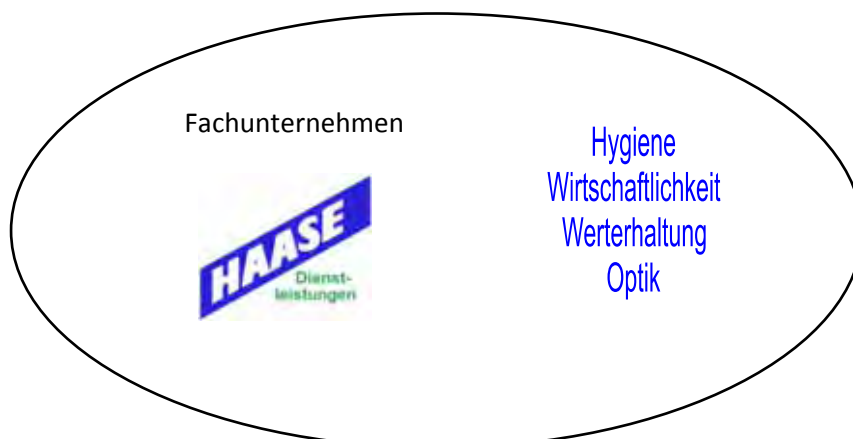 Fachunternehmen
HAASE
Dienst-
leistungen
Hygiene
Wirtschaftlichkeit
Werterhaltung
Optik